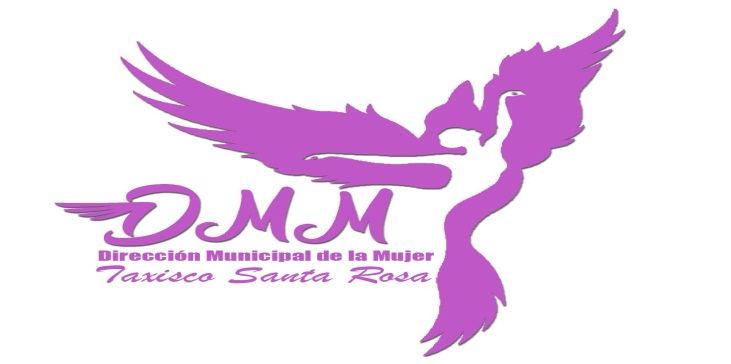 DMM
Dirección Municipal de la Mujer
Taxisco Santa Rosa